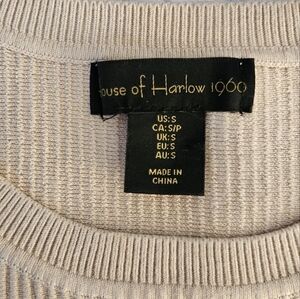 ouse of Harlow 1960
US:S
CA:S/P
UK:S
EU:S
AU:S
MADE IN
CHINA